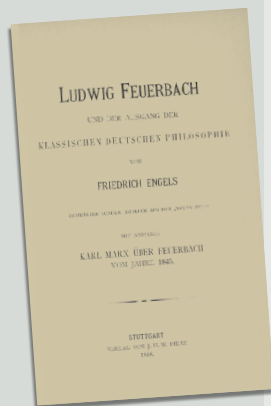 LUDWIG FEUERBACH
UND DER AUSGANG DER
KLASSISCHEN DEUTSCHEN PHILOSOPHIE
VON
FRIEDRICH ENGELS
MIT ANHANG:
KARL MARX ÜBER FEUERBACH
VOM JAHRE 1845.
STUTTGART
VERLAG VON J. H. W. DIETZ